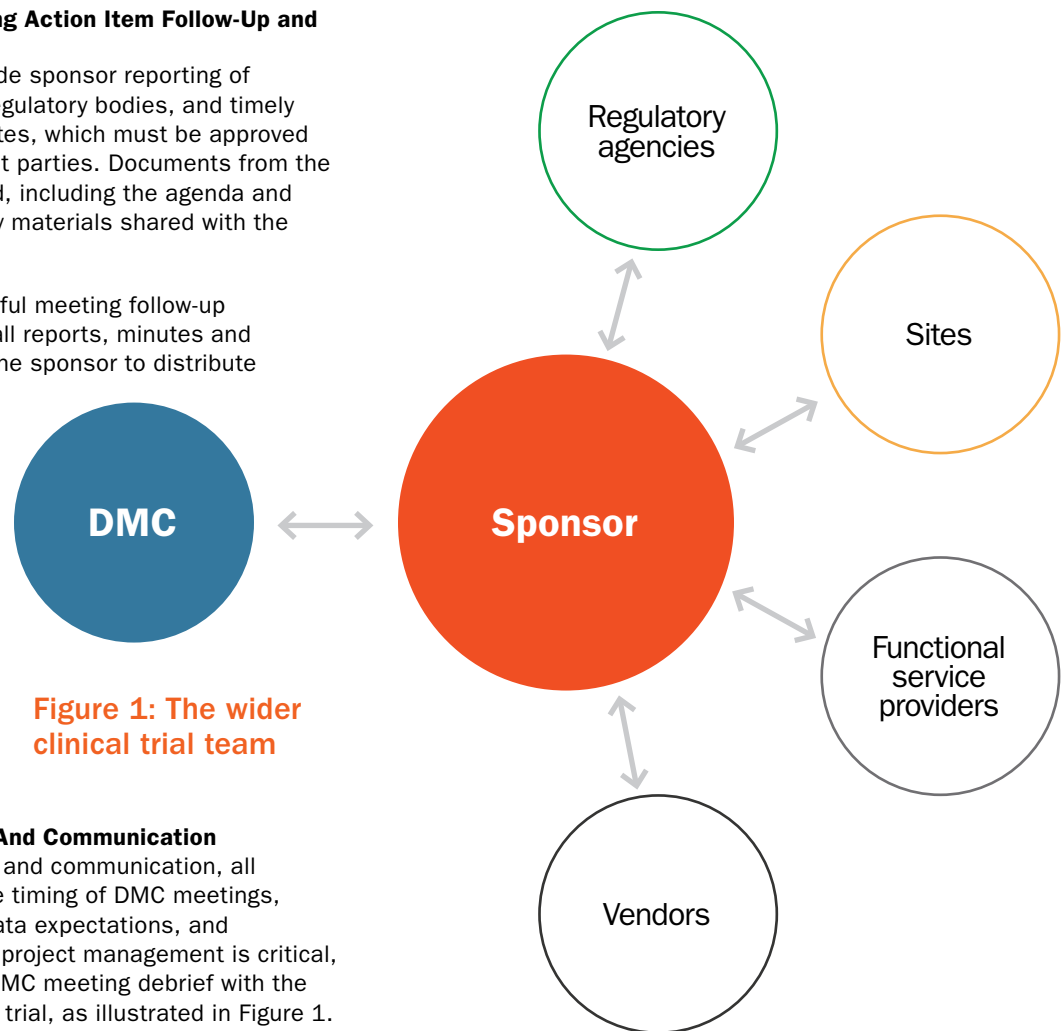 ng Action Item Follow-Up and
de sponsor reporting of
egulatory bodies, and timely
tes, which must be approved
t parties. Documents from the
d, including the agenda and
y materials shared with the
ful meeting follow-up
all reports, minutes and
he sponsor to distribute
Regulatory
agencies
Sites
DMC
Sponsor
Functional
service
providers
Vendors
Figure 1: The wider
clinical trial team
And Communication
and communication, all
e timing of DMC meetings,
ata expectations, and
project management is critical,
MC meeting debrief with the
trial, as illustrated in Figure 1.